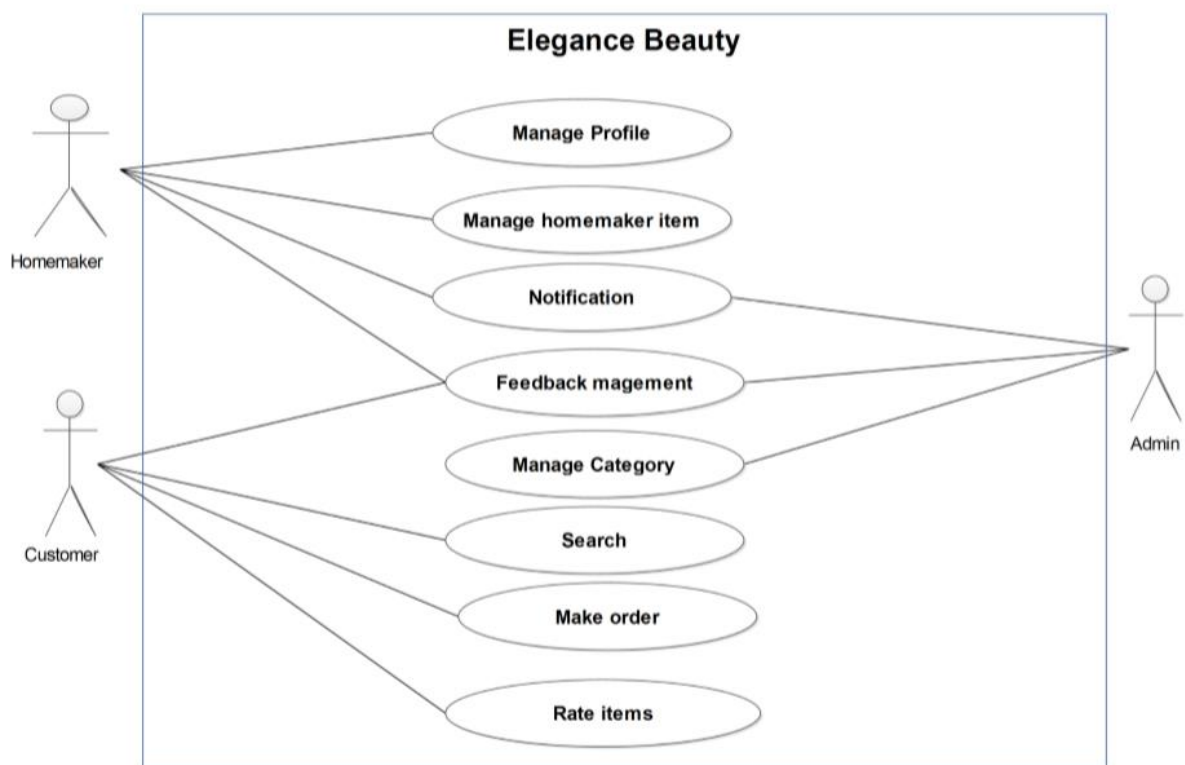 Elegance Beauty
Manage Profile
Manage homemaker item
Homemaker
Notification
Feedback magement
Customer
Manage Category
Admin
Search
Make order
Rate items